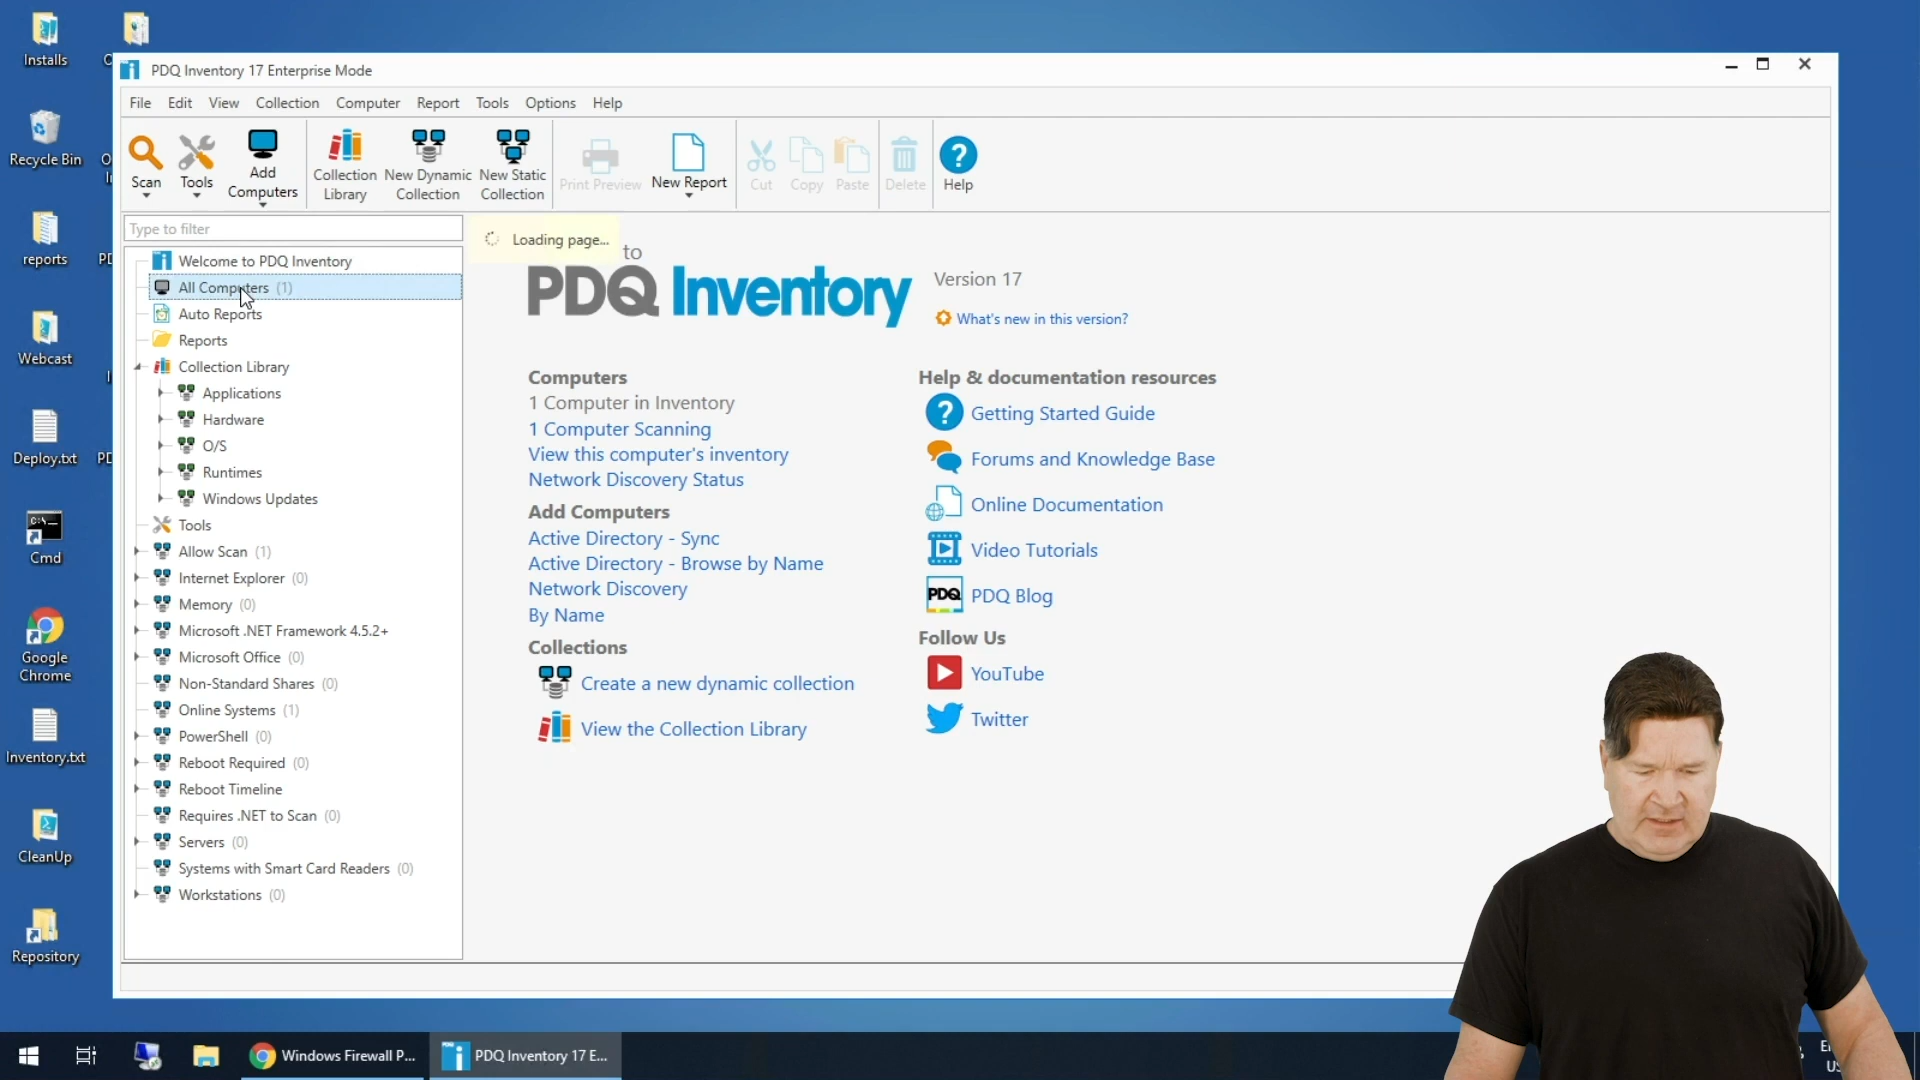 Installs
Recycle Bin
reports
Webcast
Deploy.txt
Cmd
Google
Chrome
Inventory.txt
CleanUp
Repository
PDQ Inventory 17 Enterprise Mode
File Edit View Collection Computer Report Tools Options Help
Scan
Tools
Add
Computers
Collection
Library
New Dynamic
Collection
New Static
Collection
Print Preview
New Report
Cut
Copy
Paste
Delete
Help
Type to filter
Welcome to PDQ Inventory
All Computers (1)
Auto Reports
Reports
Collection Library
Applications
Hardware
O/S
Runtimes
Windows Updates
Tools
Allow Scan (1)
Internet Explorer (0)
Memory (0)
Microsoft .NET Framework 4.5.2+
Microsoft Office (0)
Non-Standard Shares (0)
Online Systems (1)
PowerShell (0)
Reboot Required (0)
Reboot Timeline
Requires .NET to Scan (0)
Servers (0)
Systems with Smart Card Readers (0)
Workstations (0)
Loading page...
to
PDQ Inventory
Version 17
What's new in this version?
Computers
1 Computer in Inventory
1 Computer Scanning
View this computer's inventory
Network Discovery Status
Add Computers
Active Directory - Sync
Active Directory - Browse by Name
Network Discovery
By Name
Collections
Create a new dynamic collection
View the Collection Library
Help & documentation resources
Getting Started Guide
Forums and Knowledge Base
Online Documentation
Video Tutorials
PDQ
PDQ Blog
Follow Us
YouTube
Twitter
Windows Firewall P...
PDQ Inventory 17 E...